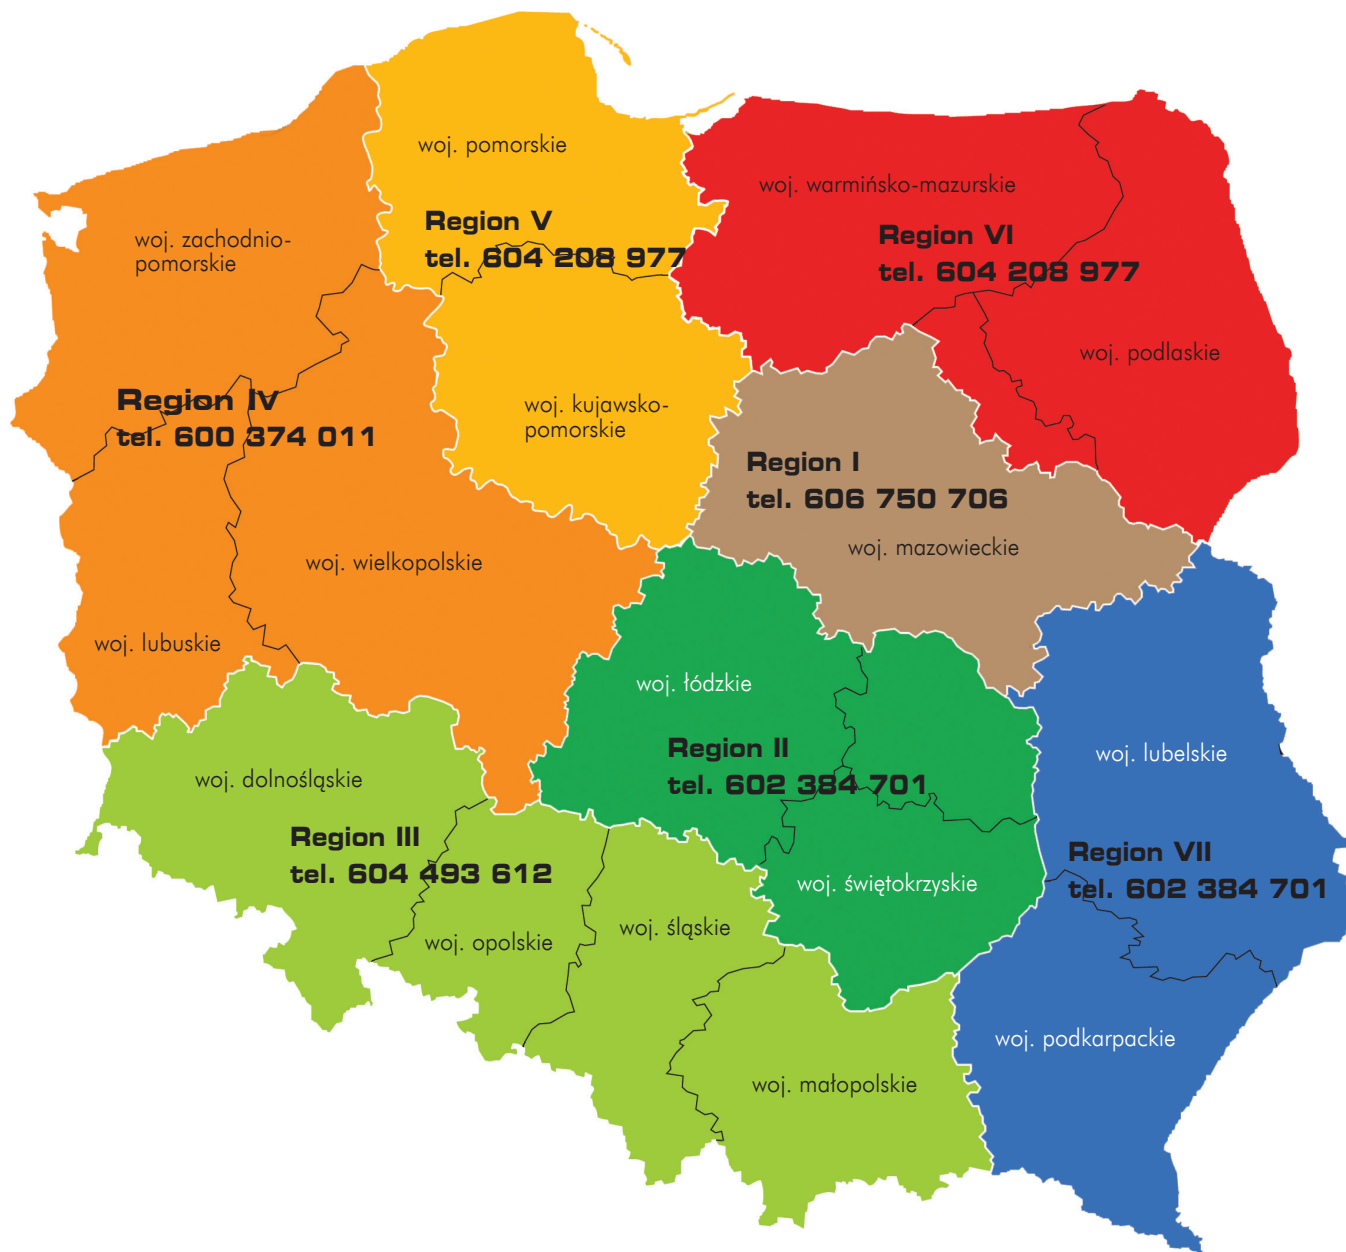 woj. pomorskie
Region V
tel. 604 208 977
woj. warmińsko-mazurskie
Region VI
tel. 604 208 977
woj. zachodnio-
pomorskie
woj. podlaskie
Region IV
tel. 600 374 011
woj. kujawsko-
pomorskie
Region I
tel. 606 750 706
woj. mazowieckie
woj. wielkopolskie
woj. lubuskie
woj. łódzkie
Region II
tel. 602 384 701
woj. lubelskie
woj. dolnośląskie
Region III
tel. 604 493 612
woj. świętokrzyskie
Region VII
tel. 602 384 701
woj. opolskie
woj. śląskie
woj. podkarpackie
woj. małopolskie